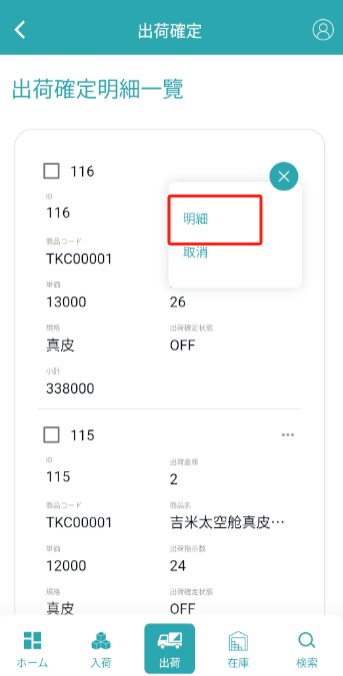 出荷確定
出荷確定明細一覽
116
ID
116
明細
取消
商品コード
TKC00001
単価
13000
26
規格
真皮
出荷確定状態
OFF
小計
338000
115
ID
115
出荷倉庫
2
商品コード
TKC00001
商品名
吉米太空舱真皮…
単価
12000
出荷指示数
24
規格
真皮
出荷確定状態
OFF
ホーム
入荷
出荷
在庫
検索